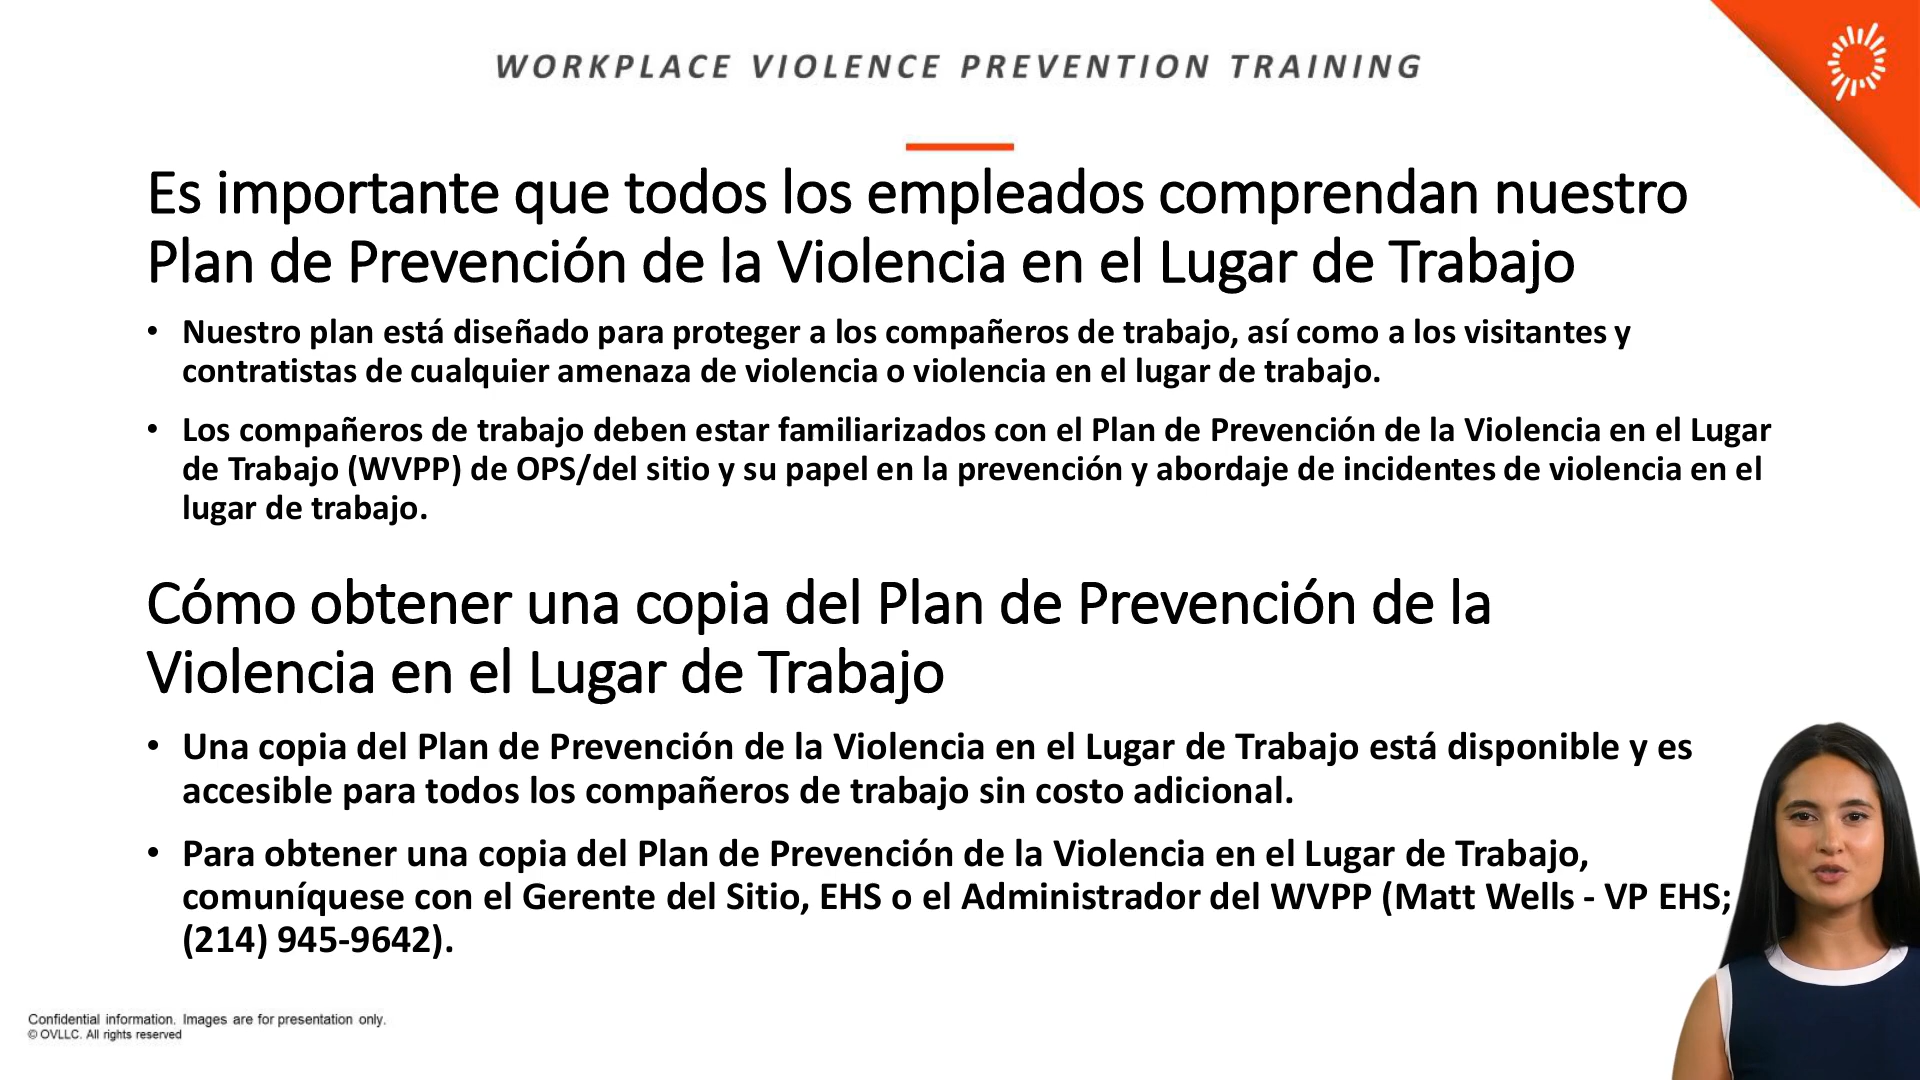 WORKPLACE VIOLENCE PREVENTION TRAINING
Es importante que todos los empleados comprendan nuestro
Plan de Prevención de la Violencia en el Lugar de Trabajo
• Nuestro plan está diseñado para proteger a los compañeros de trabajo, así como a los visitantes y
contratistas de cualquier amenaza de violencia o violencia en el lugar de trabajo.
• Los compañeros de trabajo deben estar familiarizados con el Plan de Prevención de la Violencia en el Lugar
de Trabajo (WVPP) de OPS/del sitio y su papel en la prevención y abordaje de incidentes de violencia en el
lugar de trabajo.
Cómo obtener una copia del Plan de Prevención de la
Violencia en el Lugar de Trabajo
• Una copia del Plan de Prevención de la Violencia en el Lugar de Trabajo está disponible y es
accesible para todos los compañeros de trabajo sin costo adicional.
• Para obtener una copia del Plan de Prevención de la Violencia en el Lugar de Trabajo,
comuníquese con el Gerente del Sitio, EHS o el Administrador del WVPP (Matt Wells - VP EHS;
(214) 945-9642).
Confidential information. Images are for presentation only.
© OVLLC. All rights reserved